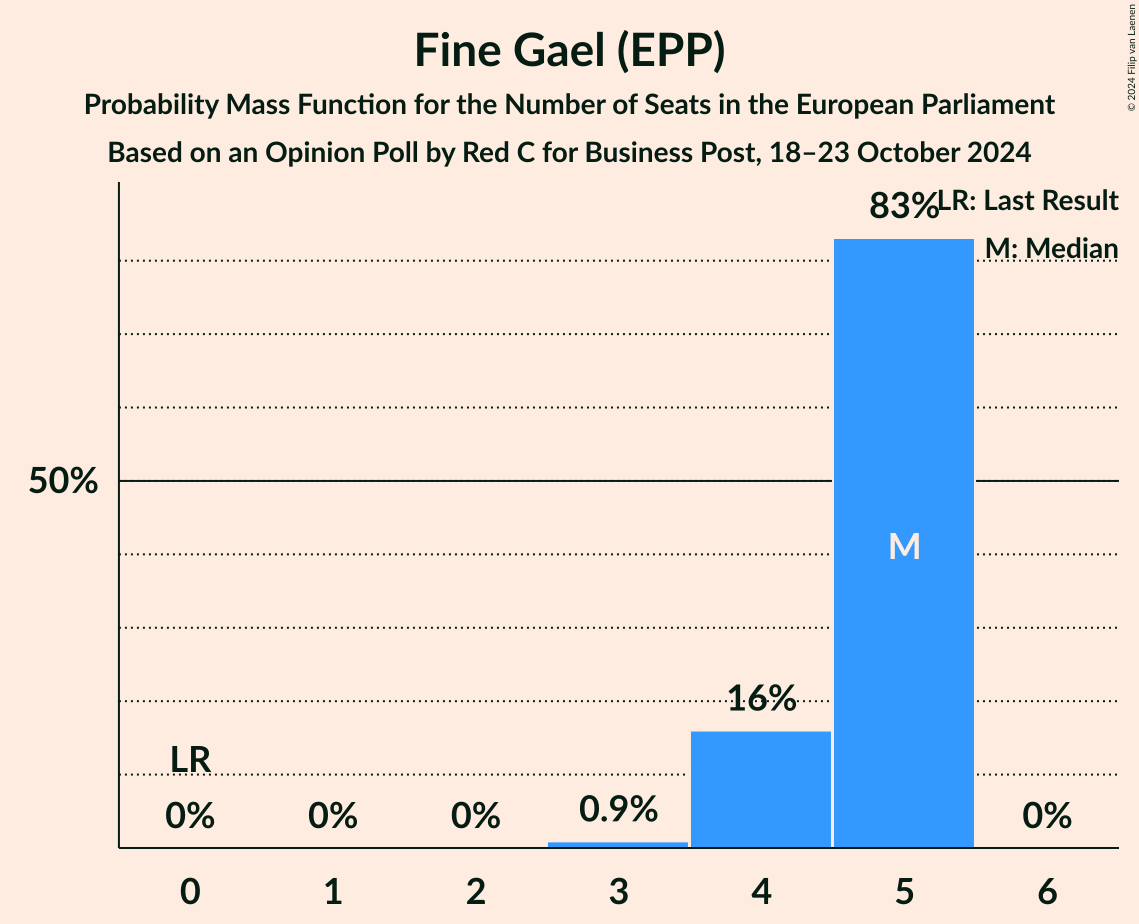 Fine Gael (EPP)
Probability Mass Function for the Number of Seats in the European Parliament
Based on an Opinion Poll by Red C for Business Post, 18–23 October 2024
© 2024 Filip van Laenen
LR: Last Result
M: Median
83%
50%
M
16%
LR
0%
0%
0%
0.9%
0%
0
1
2
3
4
5
6